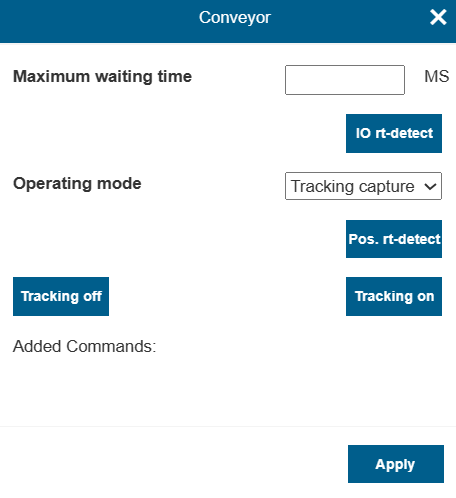 Conveyor
Maximum waiting time MS
IO rt-detect
Operating mode Tracking capture
Pos. rt-detect
Tracking off Tracking on
Added Commands:
Apply